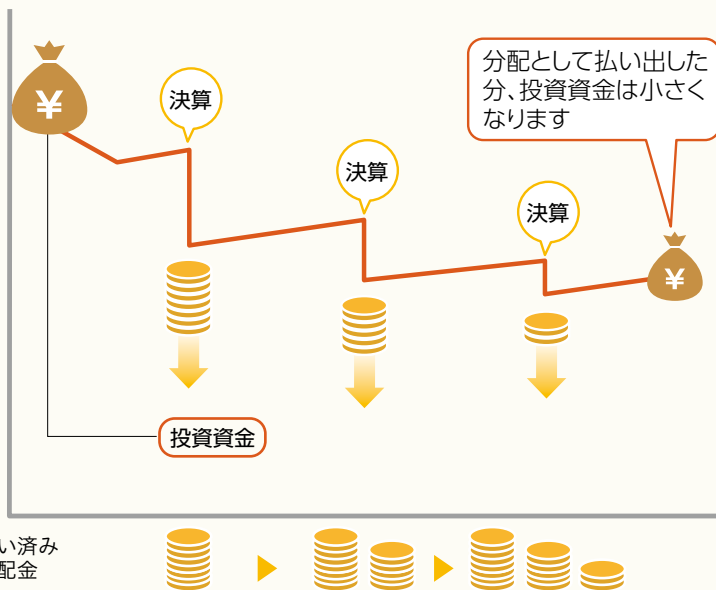 分配として払い出した
分、投資資金は小さく
なります
¥
決算
決算
決算
¥
投資資金
い済み
配金